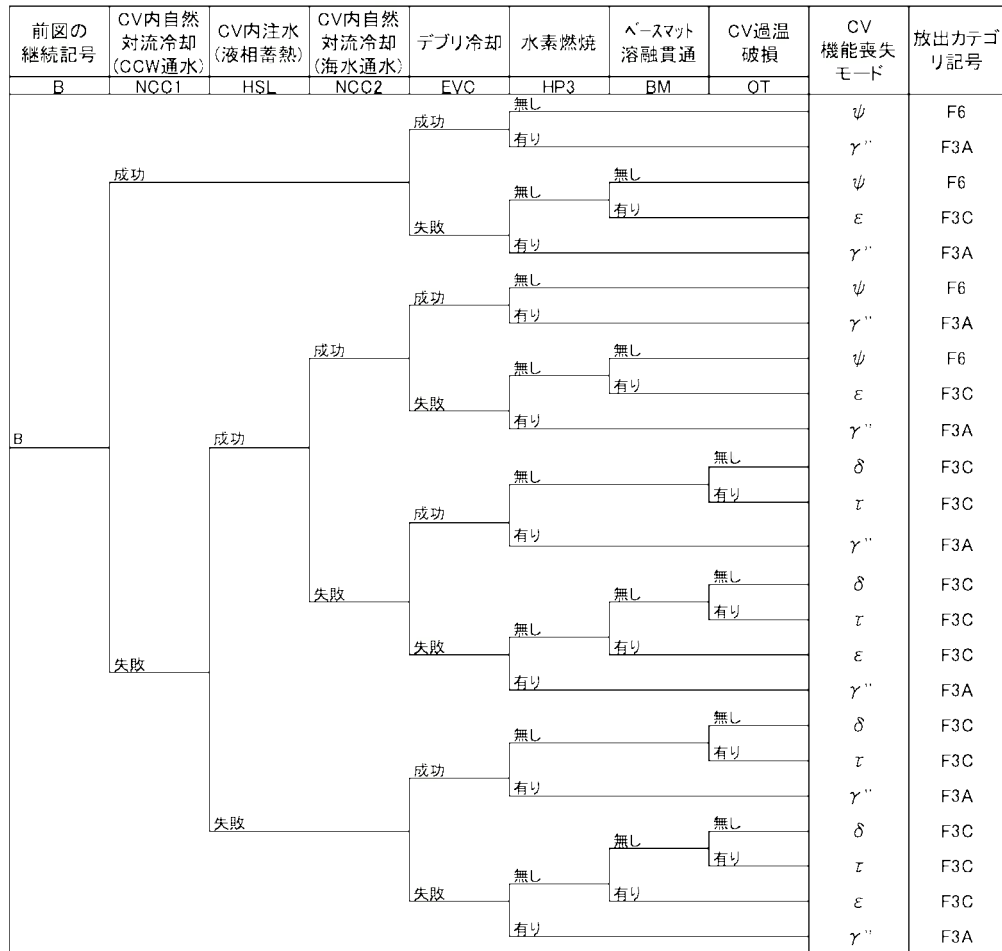 前図の
継続記号
CV内自然
対流冷却
(CCW通水)
CV内注水
(液相蓄熱)
CV内自然
対流冷却
(海水通水)
デブリ冷却
水素燃焼
ベースマット
溶融貫通
CV過温
破損
CV
機能喪失
モード
放出カテゴ
リ記号
B NCC1 HSL NCC2 EVC HP3 BM OT
無し ψ F6
成功
有り γ'' F3A
成功 無し ψ F6
無し
有り ε F3C
失敗
有り γ'' F3A
無し ψ F6
成功
有り γ'' F3A
成功 無し ψ F6
無し
有り ε F3C
失敗
有り γ'' F3A
B 成功
無し δ F3C
無し
有り τ F3C
成功
有り γ'' F3A
無し δ F3C
失敗 無し
有り τ F3C
無し
失敗 有り ε F3C
失敗
有り γ'' F3A
無し δ F3C
無し
有り τ F3C
成功
有り γ'' F3A
失敗 無し δ F3C
無し
有り τ F3C
無し
失敗 有り ε F3C
有り γ'' F3A